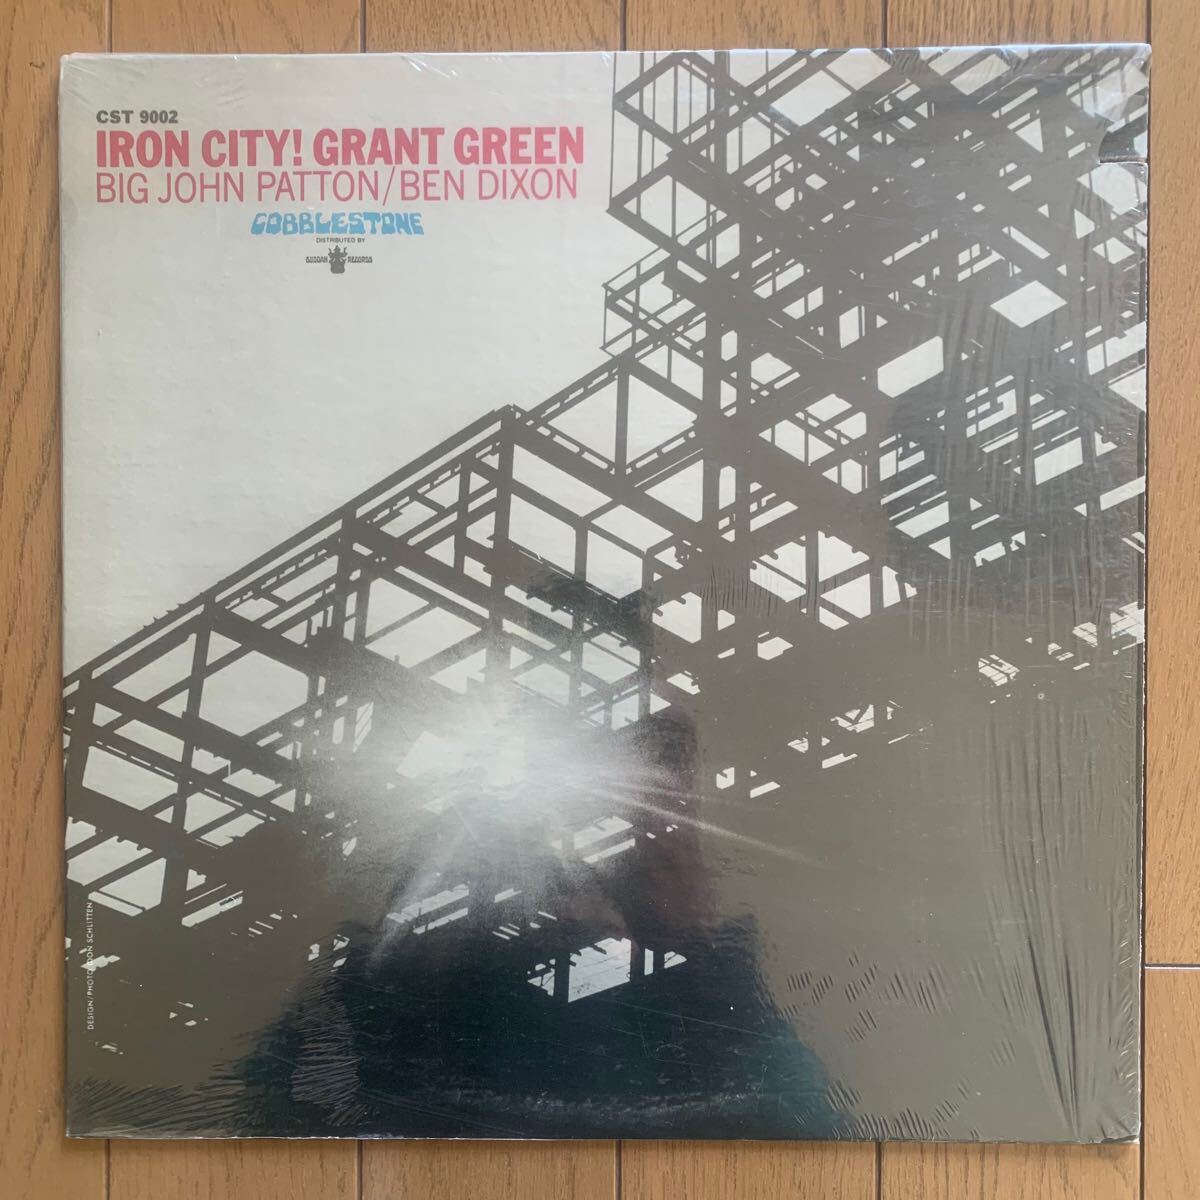 CST 9002
IRON CITY! GRANT GREEN
BIG JOHN PATTON/BEN DIXON
COBBLESTONE
DISTRIBUTED BY
BUDDAH RECORDS
DESIGN/PHOTO: DON SCHLITTEN